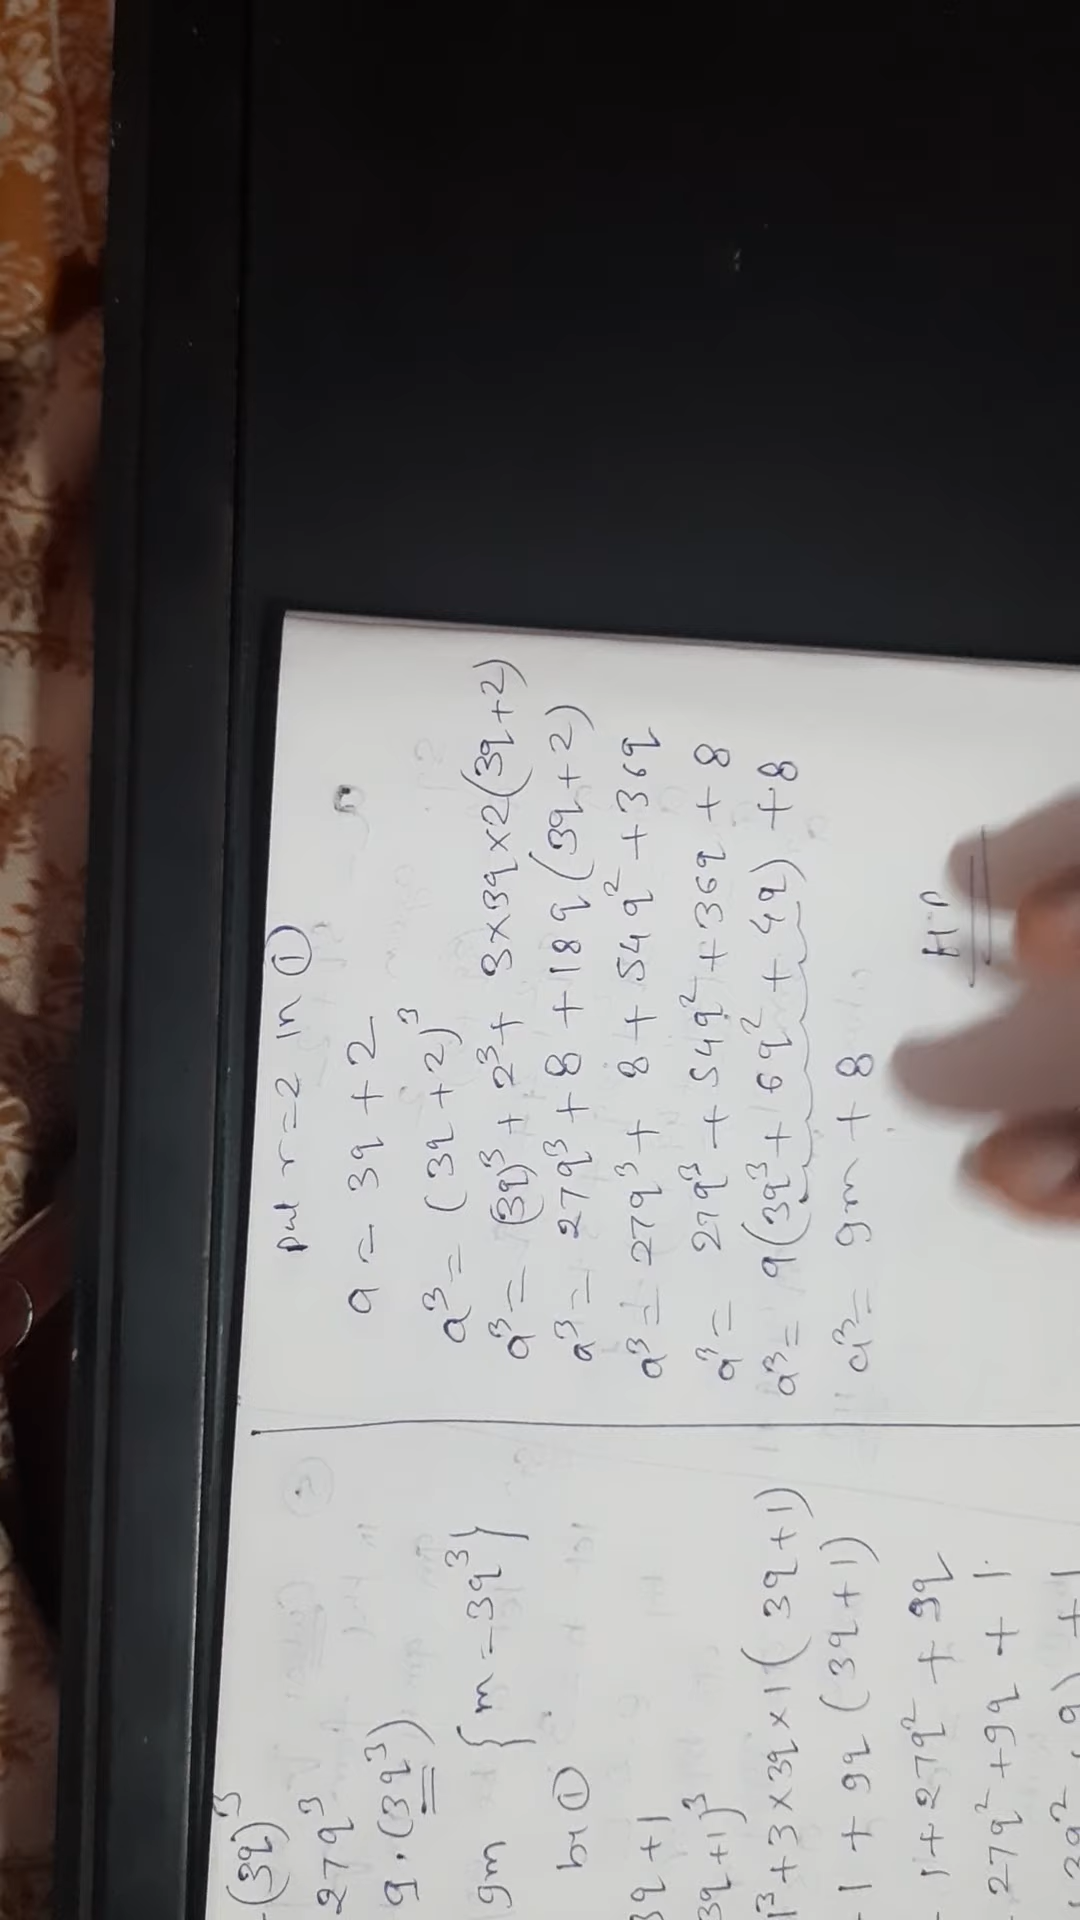 (3q)³
27q³
9.(3q³)
9m {m=3q³}
in ①
3q+1
3q+1)³
1³+3×3q×1(3q+1)
1+9q(3q+1)
1+27q²+9q
27q²+9q+1
put r=2 in ①
a=3q+2
a³=(3q+2)³
a³=(3q)³+2³+3×3q×2(3q+2)
a³=27q³+8+18q(3q+2)
a³=27q³+8+54q²+36q
a³=27q³+54q²+36q+8
a³=9(3q³+6q²+4q)+8
a³=9m+8
H.P